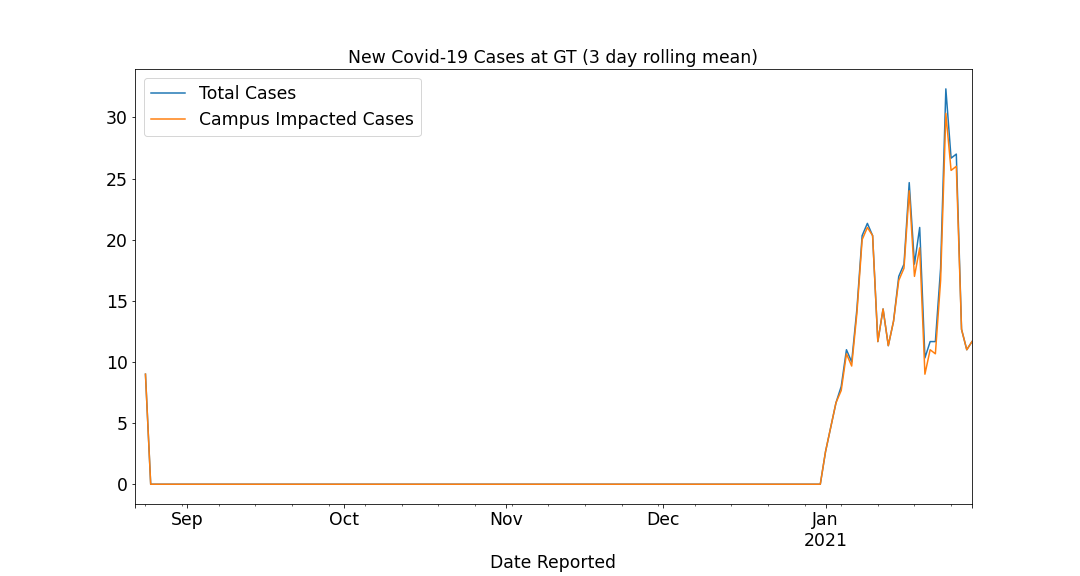 New Covid-19 Cases at GT (3 day rolling mean)
Total Cases
Campus Impacted Cases
30
25
20
15
10
5
0
Sep
Oct
Nov
Dec
Jan
2021
Date Reported